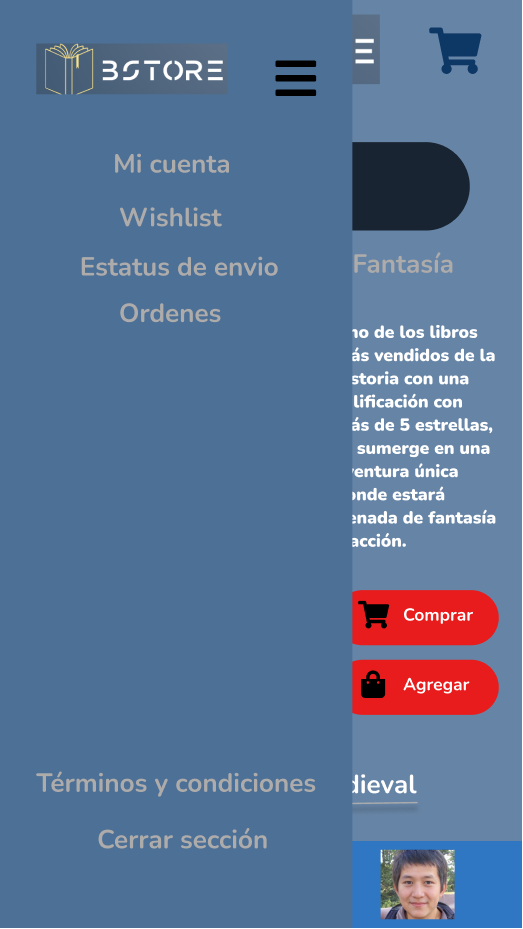 BSTORE
E
Mi cuenta
Wishlist
Estatus de envio
Ordenes
Fantasía
no de los libros
ás vendidos de la
storia con una
lificación con
ás de 5 estrellas,
sumerge en una
ventura única
onde estará
enada de fantasía
acción.
Comprar
Agregar
dieval
Términos y condiciones
Cerrar sección